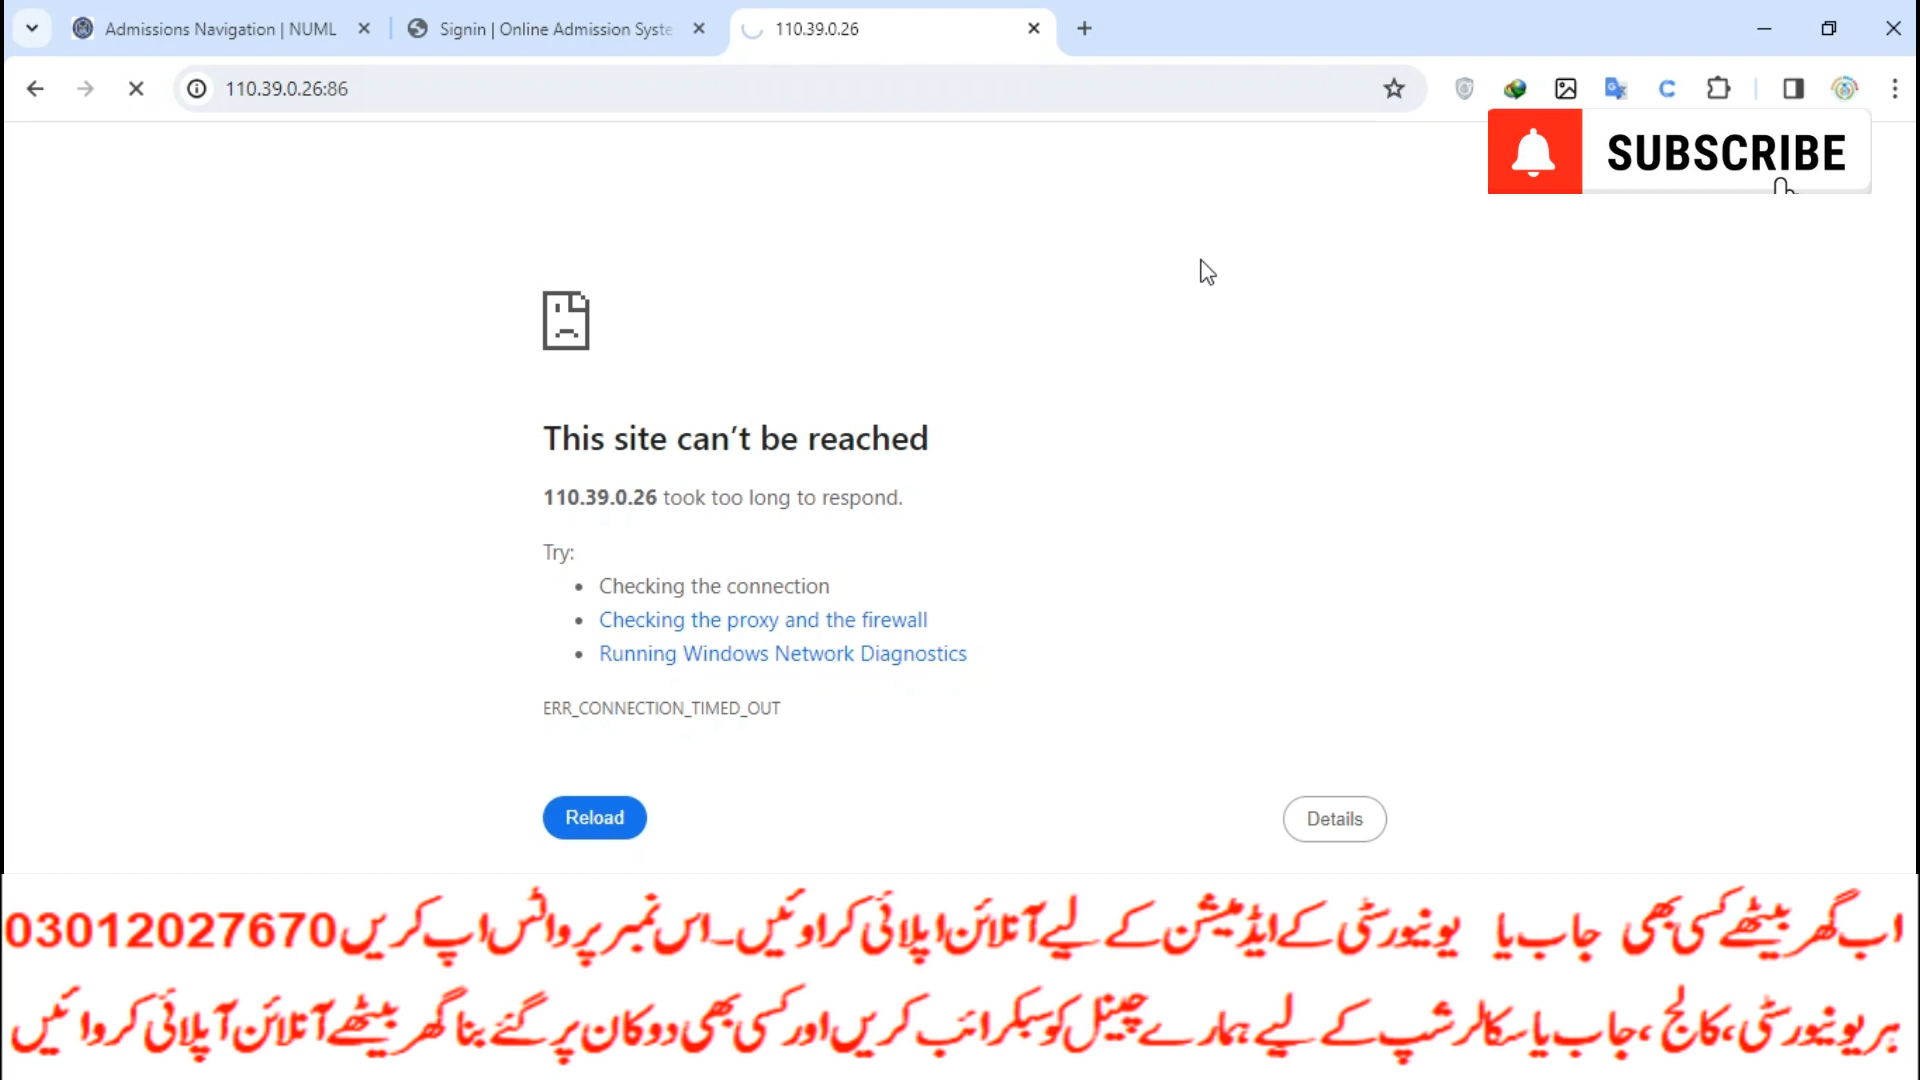 Admissions Navigation | NUML
Signin | Online Admission Syste
110.39.0.26
110.39.0.26:86
SUBSCRIBE
This site can’t be reached
110.39.0.26 took too long to respond.
Try:
Checking the connection
Checking the proxy and the firewall
Running Windows Network Diagnostics
ERR_CONNECTION_TIMED_OUT
Reload
Details
اب گھر بیٹھے کسی بھی جاب یا یونیورسٹی کے ایڈمیشن کے لیے آنلائن اپلائی کراوئیں۔اس نمبر پر واٹس اپ کریں 03012027670
ہر یونیورسٹی، کالج ،جاب یا سکالرشپ کے لیے ہمارے چینل کو سبکرائب کریں اور کسی بھی دوکان پر گئے بنا گھر بیٹھے آنلائن آپلائی کروائیں